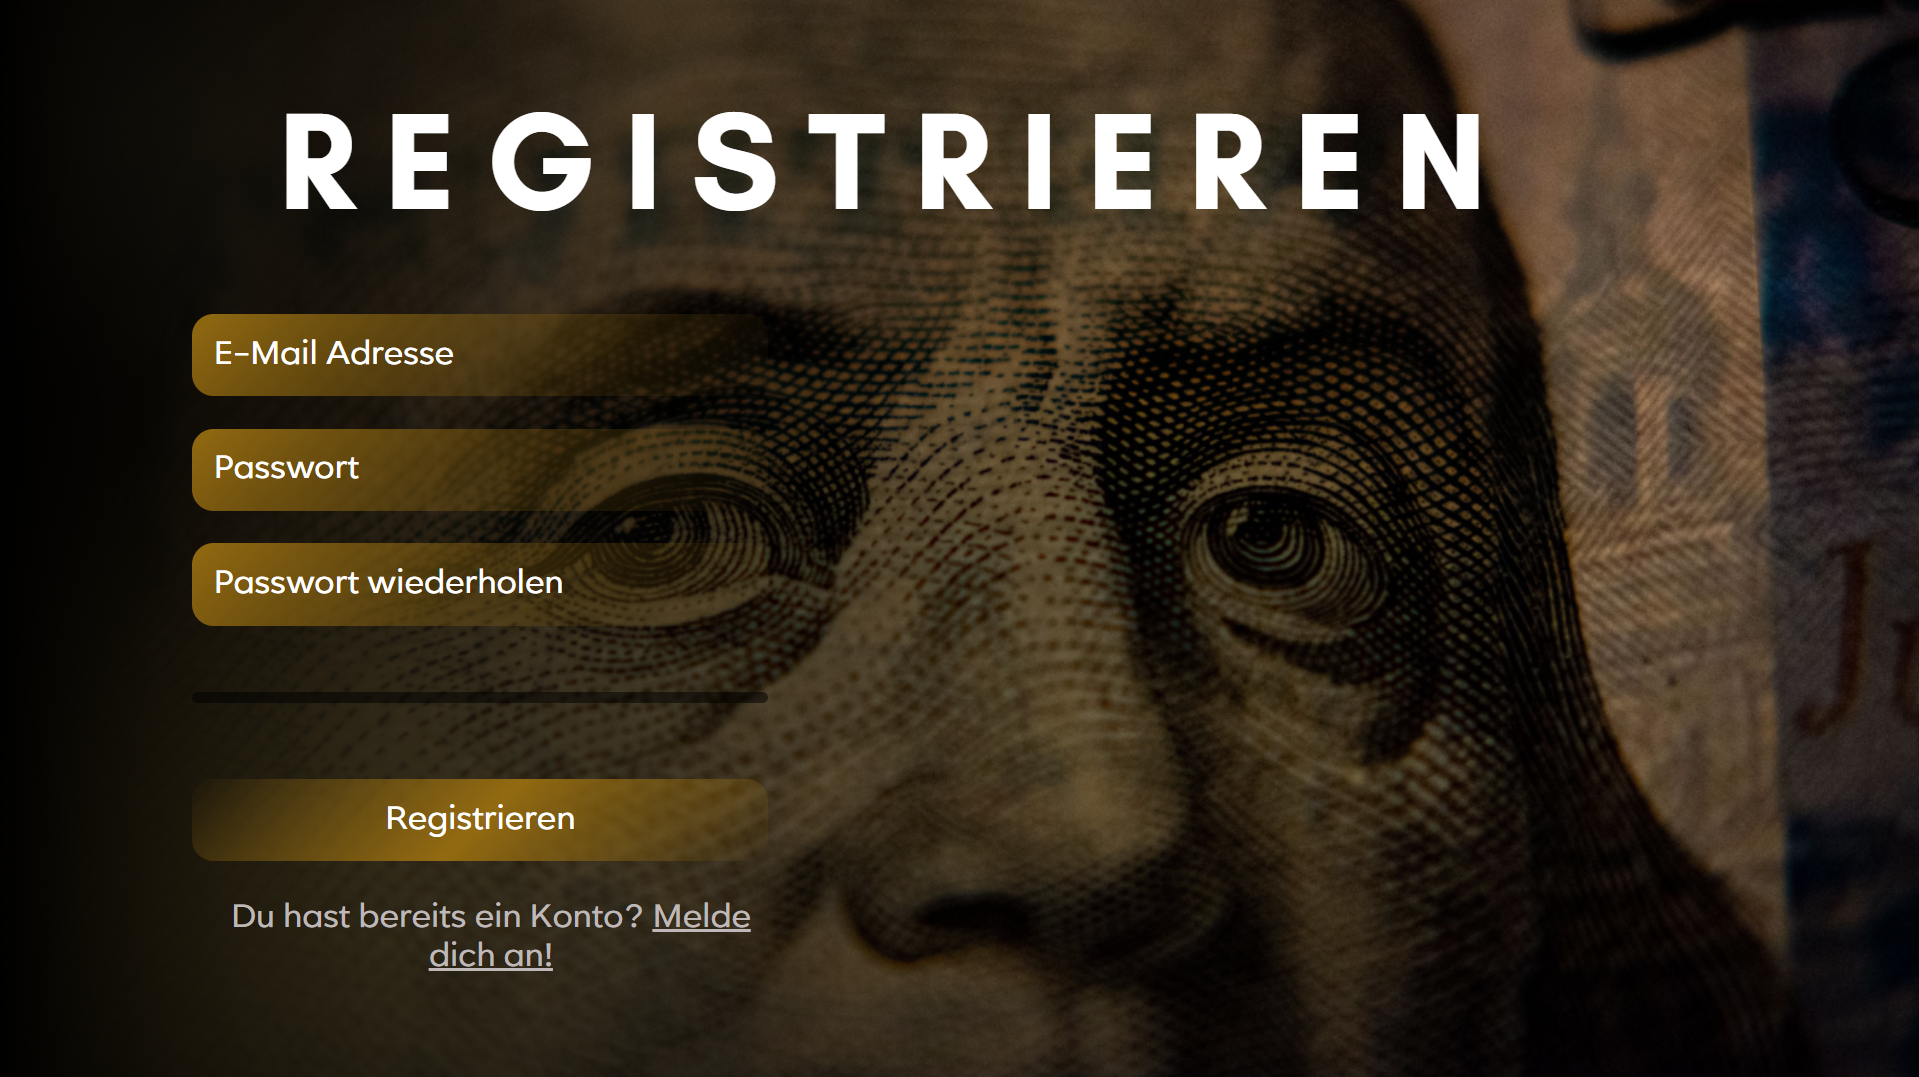 REGISTRIEREN
E-Mail Adresse
Passwort
Passwort wiederholen
Registrieren
Du hast bereits ein Konto? Melde
dich an!